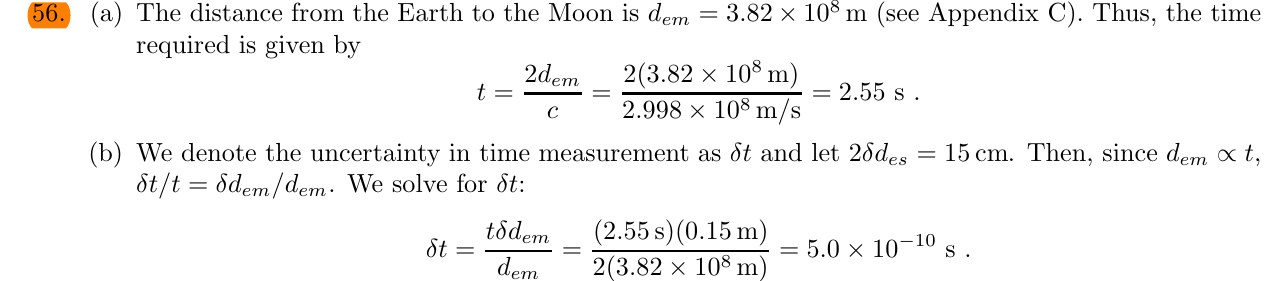 56. (a) The distance from the Earth to the Moon is d_em = 3.82 × 10^8 m (see Appendix C). Thus, the time
required is given by
t = 2d_em / c = 2(3.82 × 10^8 m) / 2.998 × 10^8 m/s = 2.55 s .
(b) We denote the uncertainty in time measurement as δt and let 2δd_es = 15 cm. Then, since d_em ∝ t,
δt/t = δd_em/d_em. We solve for δt:
δt = tδd_em / d_em = (2.55 s)(0.15 m) / 2(3.82 × 10^8 m) = 5.0 × 10^−10 s .